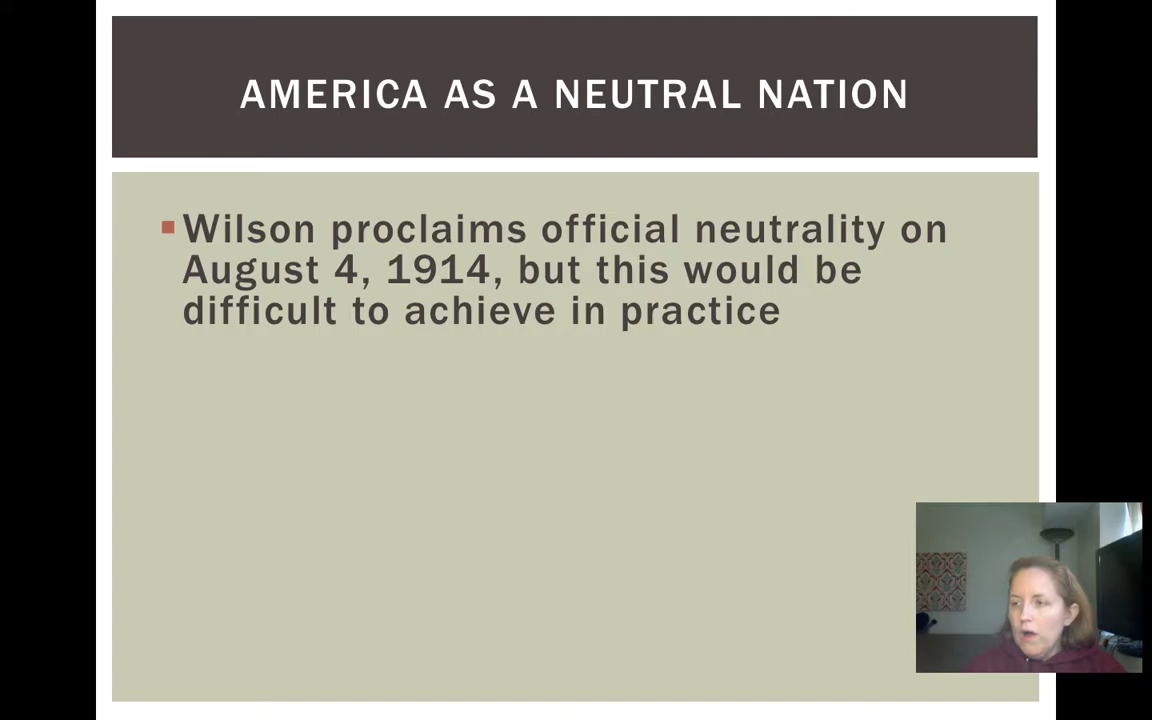 AMERICA AS A NEUTRAL NATION
Wilson proclaims official neutrality on
August 4, 1914, but this would be
difficult to achieve in practice